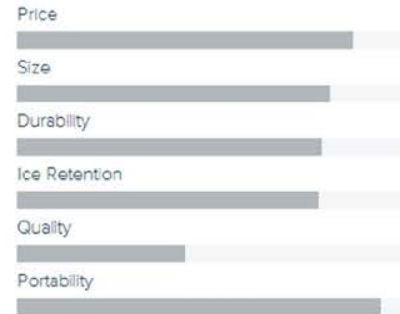 Price
Size
Durability
Ice Retention
Quality
Portability